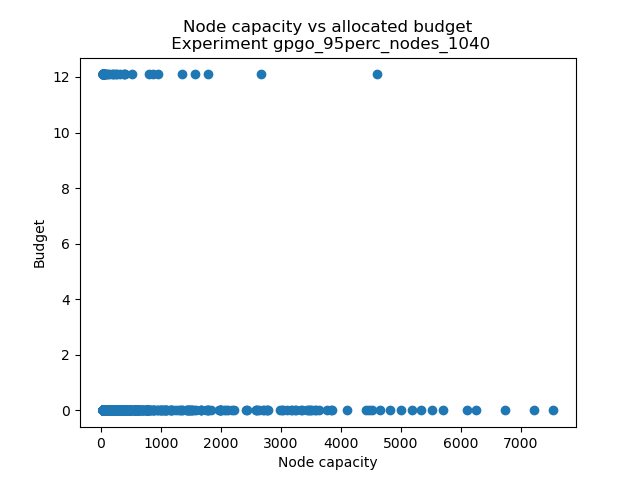 Node capacity vs allocated budget
Experiment gpgo_95perc_nodes_1040
12
10
8
6
4
2
0
Budget
0 1000 2000 3000 4000 5000 6000 7000
Node capacity